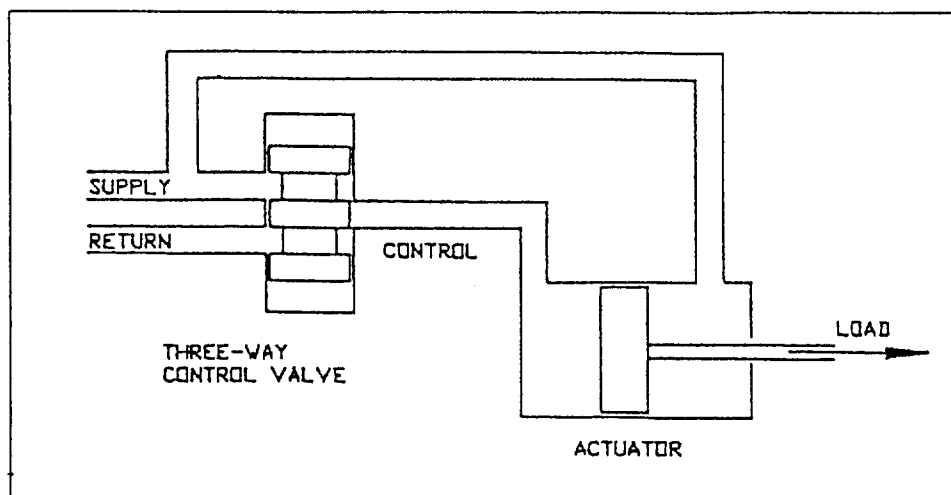 SUPPLY
RETURN
CONTROL
LOAD
THREE-WAY
CONTROL VALVE
ACTUATOR